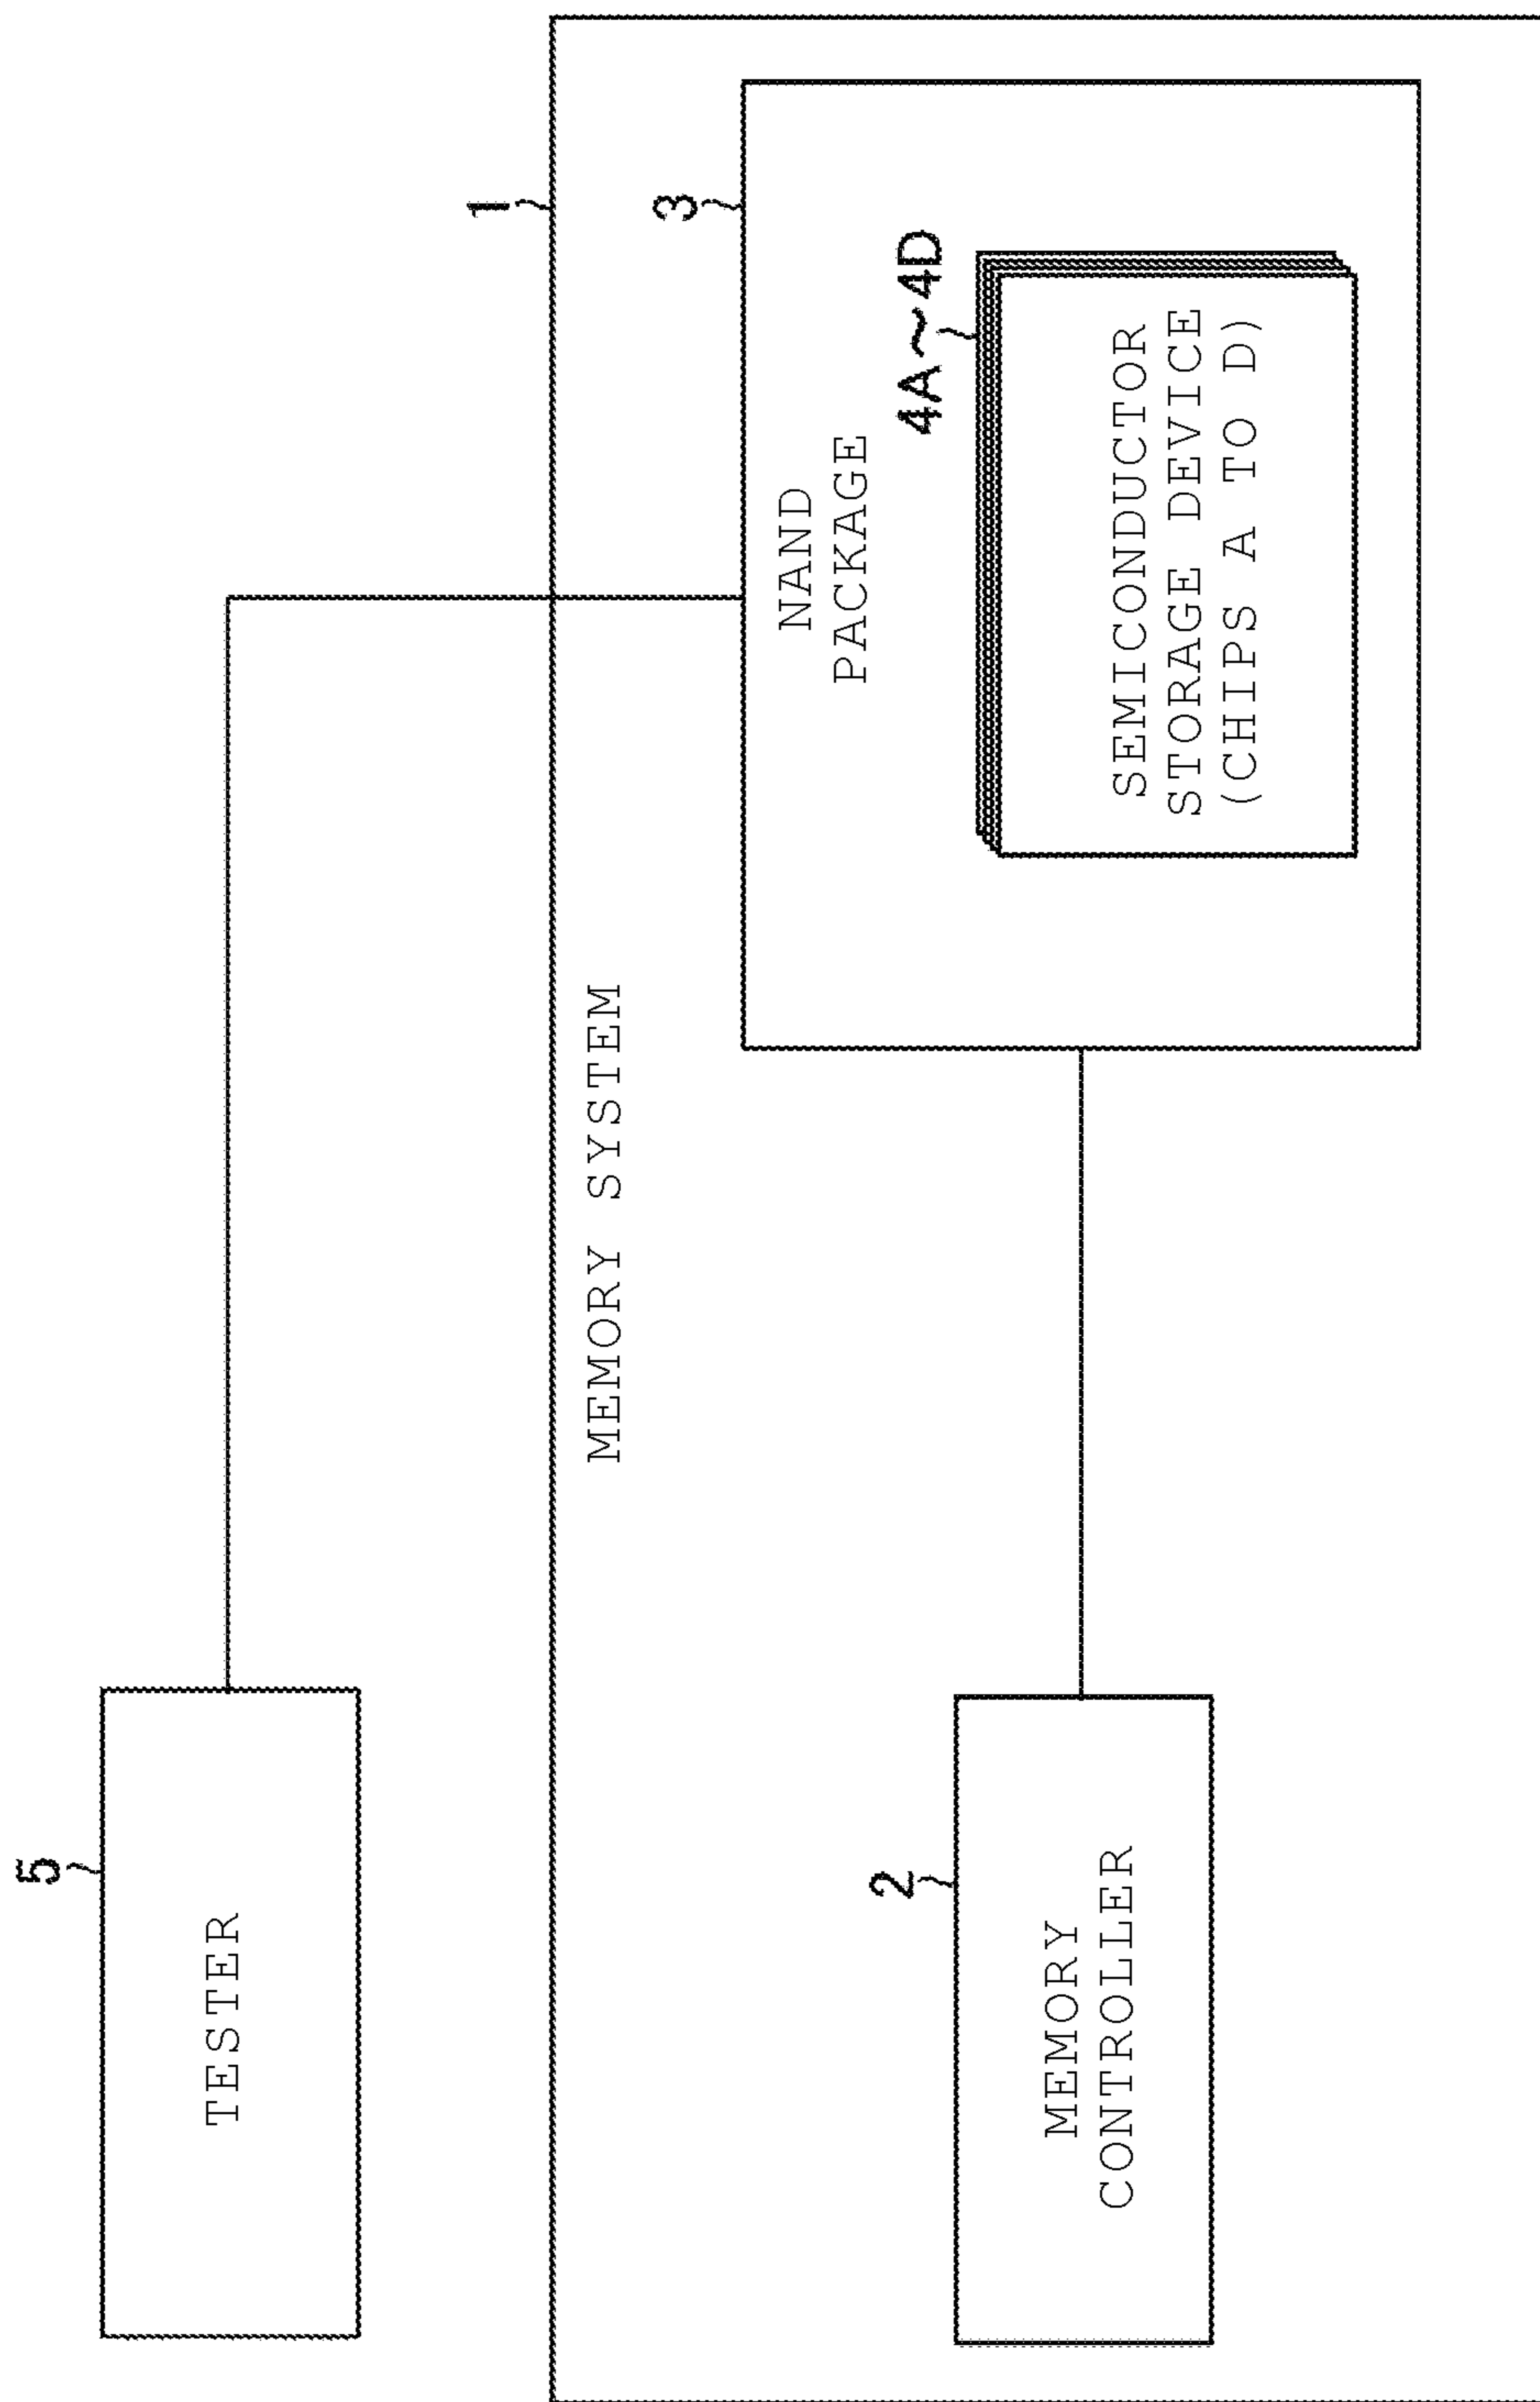 5
TESTER
1
MEMORY SYSTEM
2
MEMORY
CONTROLLER
3
NAND
PACKAGE
4A～4D
SEMICONDUCTOR
STORAGE DEVICE
(CHIPS A TO D)